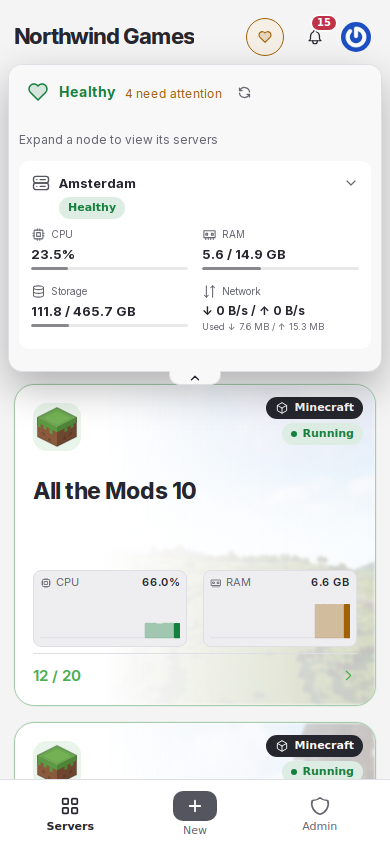 Northwind Games
15
Healthy 4 need attention
Expand a node to view its servers
Amsterdam
Healthy
CPU
23.5%
RAM
5.6 / 14.9 GB
Storage
111.8 / 465.7 GB
Network
↓ 0 B/s / ↑ 0 B/s
Used ↓ 7.6 MB / ↑ 15.3 MB
Minecraft
Running
All the Mods 10
CPU 66.0%
RAM 6.6 GB
12 / 20
Minecraft
Running
Servers
New
Admin